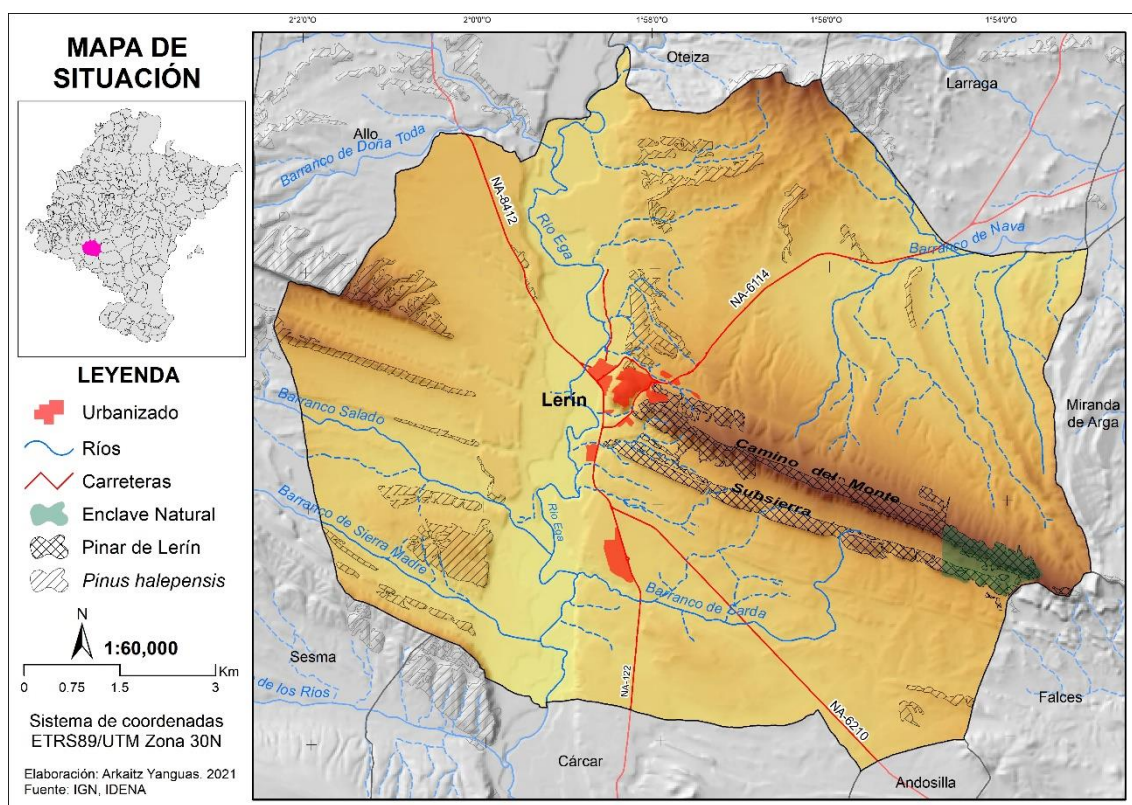 MAPA DE
SITUACIÓN
LEYENDA
Urbanizado
Ríos
Carreteras
Enclave Natural
Pinar de Lerín
Pinus halepensis
N
1:60,000
Km
0 0.75 1.5 3
Sistema de coordenadas
ETRS89/UTM Zona 30N
Elaboración: Arkaitz Yanguas. 2021
Fuente: IGN, IDENA
2°2'0"O 2°0'0"O 1°58'0"O 1°56'0"O 1°54'0"O
Oteiza
Larraga
Allo
Barranco de Doña Toda
NA-8412
Río Ega
Barranco de Nava
NA-6114
Lerín
Miranda
de Arga
Barranco Salado
Camino del Monte
Subsierra
Barranco de Sierra Madre
Río Ega
Barranco de Sarda
Sesma
de los Ríos
NA-122
NA-6210
Falces
Cárcar
Andosilla